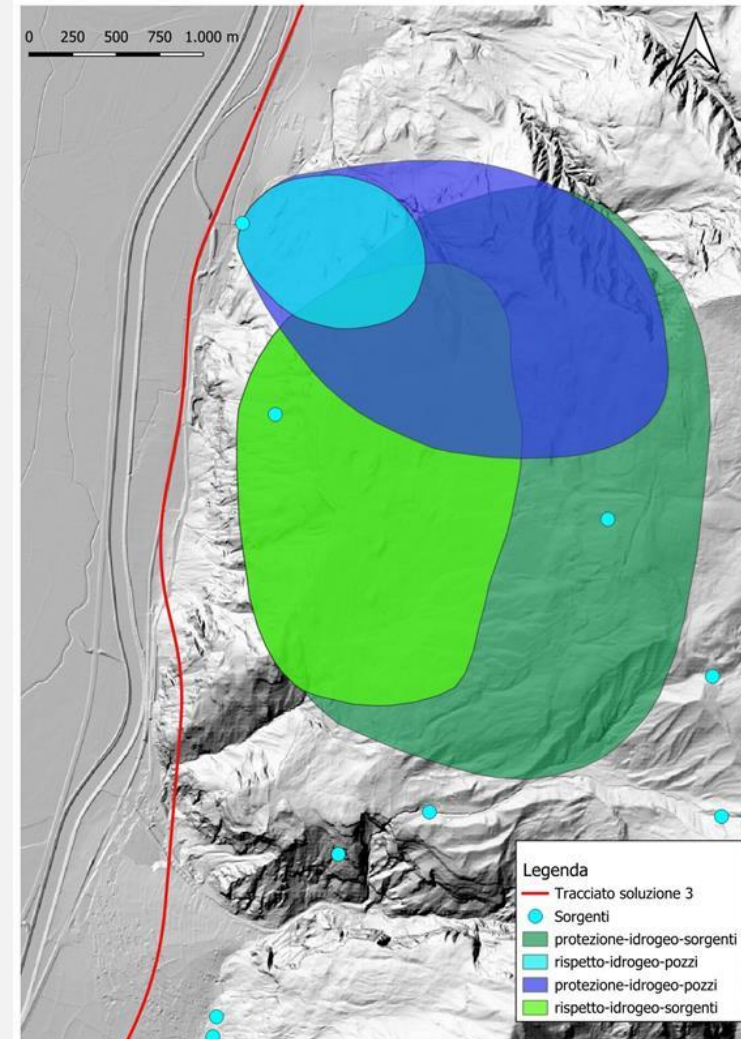 0 250 500 750 1.000 m
Legenda
Tracciato soluzione 3
Sorgenti
protezione-idrogeo-sorgenti
rispetto-idrogeo-pozzi
protezione-idrogeo-pozzi
rispetto-idrogeo-sorgenti